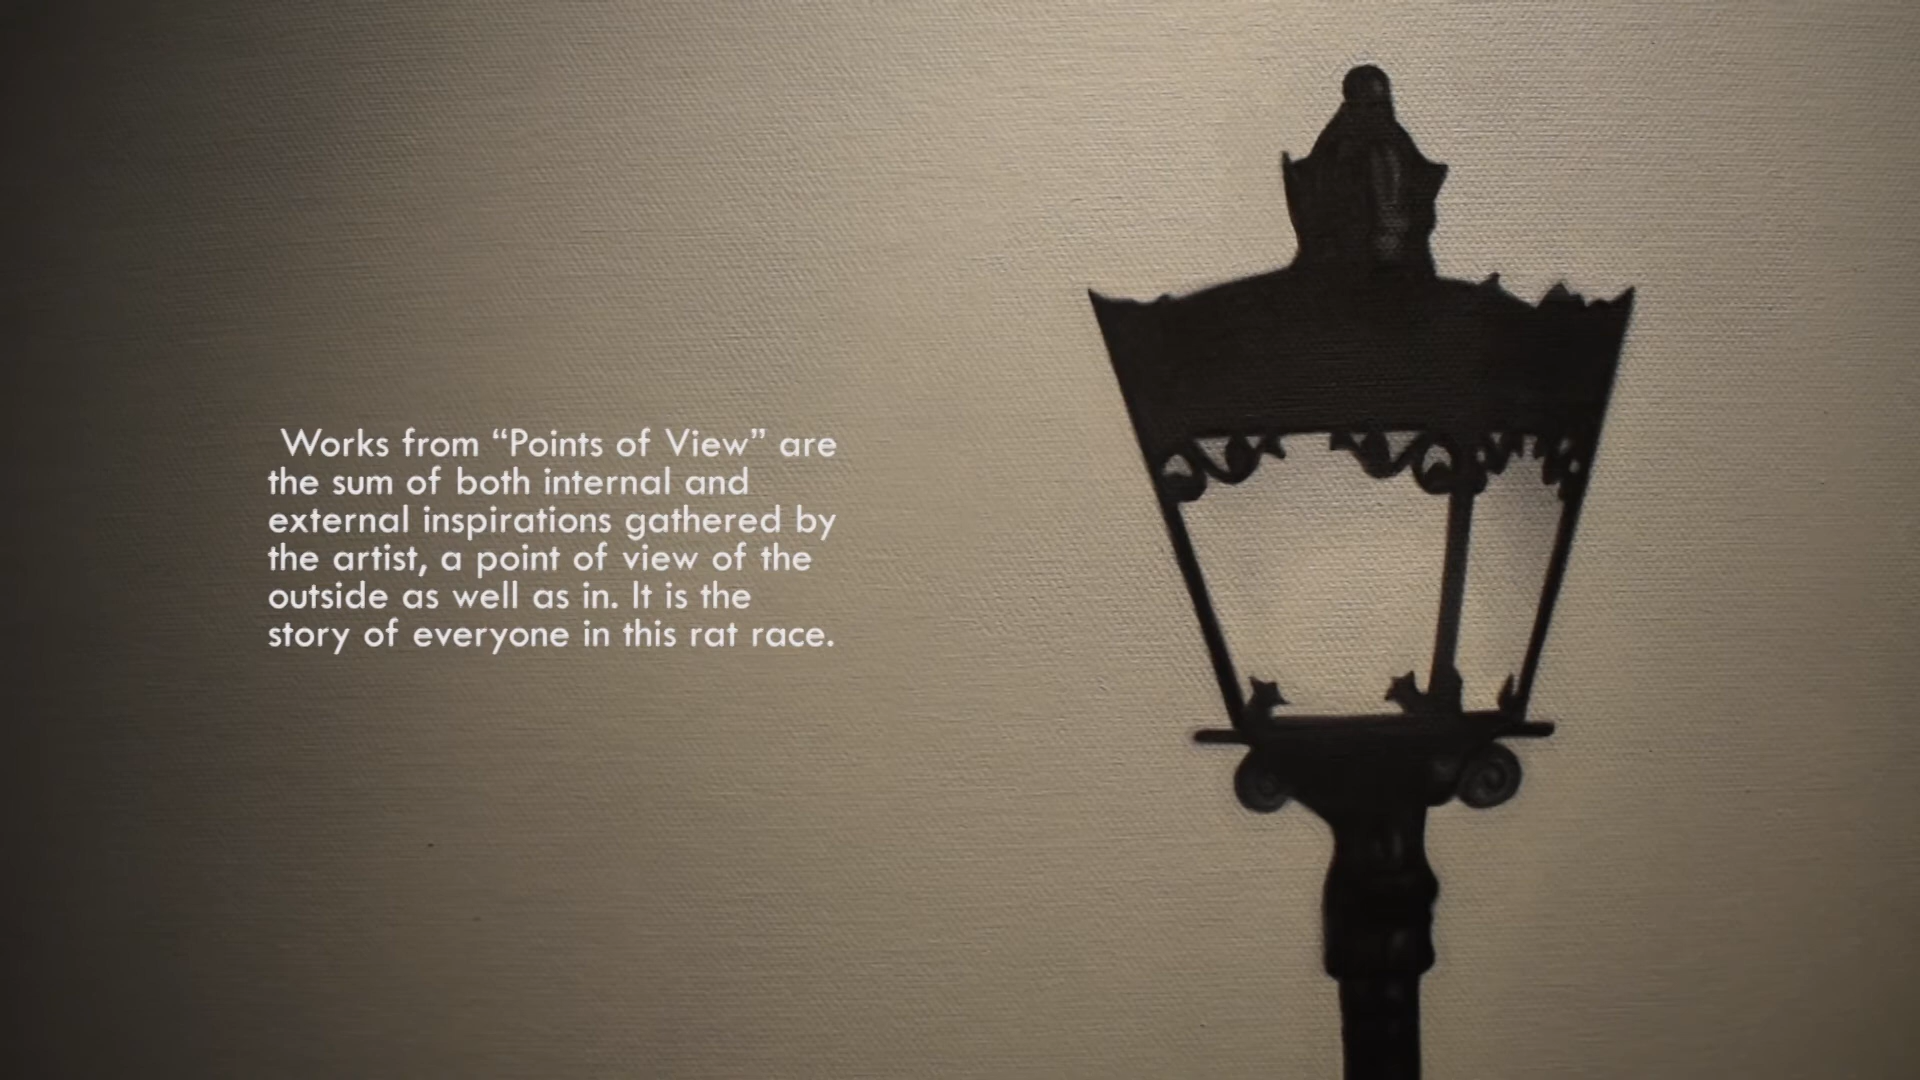 Works from “Points of View” are
the sum of both internal and
external inspirations gathered by
the artist, a point of view of the
outside as well as in. It is the
story of everyone in this rat race.